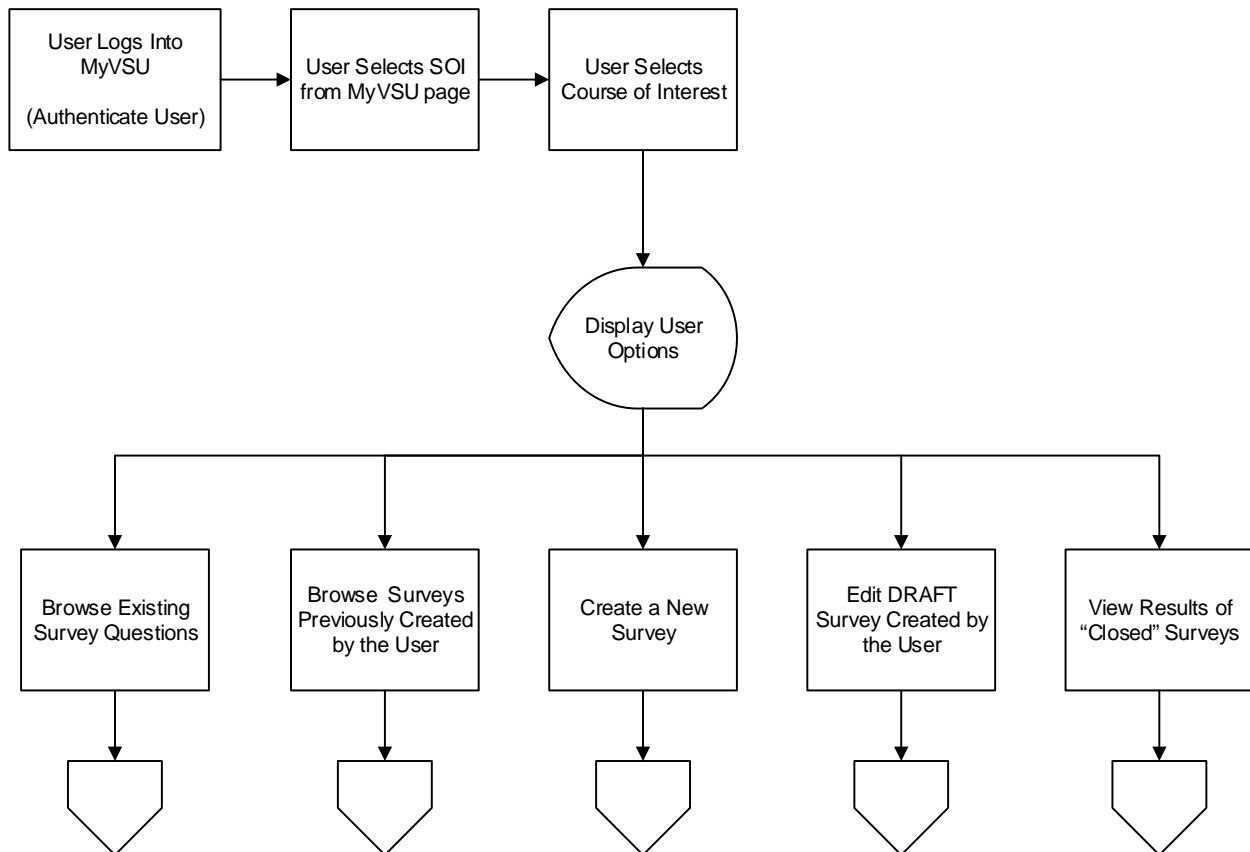 User Logs Into
MyVSU
(Authenticate User)
User Selects SOI
from MyVSU page
User Selects
Course of Interest
Display User
Options
Browse Existing
Survey Questions
Browse Surveys
Previously Created
by the User
Create a New
Survey
Edit DRAFT
Survey Created by
the User
View Results of
“Closed” Surveys